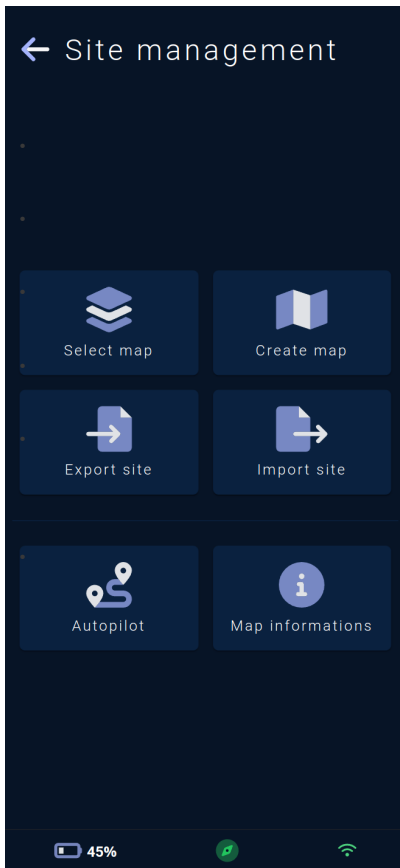 Site management
Select map
Create map
Export site
Import site
Autopilot
Map informations
45%